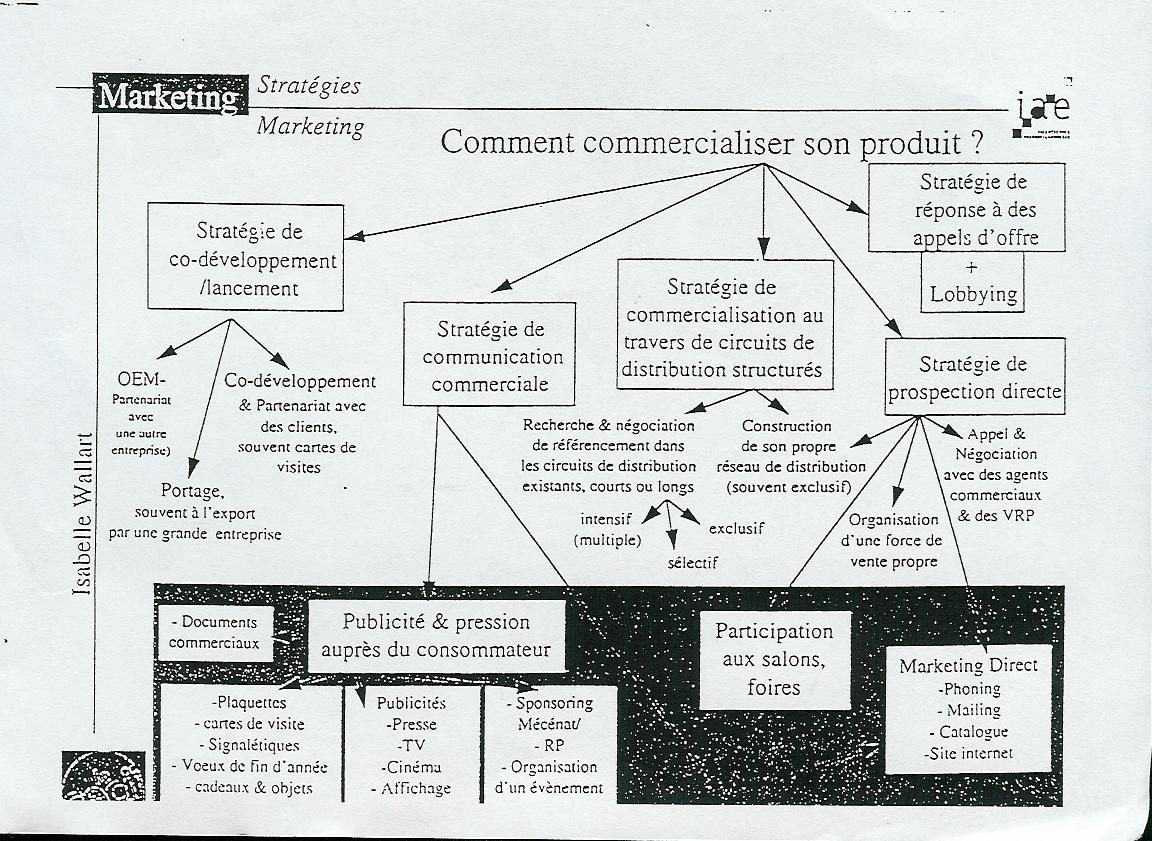 Marketing
Stratégies
Marketing
iae
Comment commercialiser son produit ?
Stratégie de
co-développement
/lancement
Stratégie de
communication
commerciale
Stratégie de
commercialisation au
travers de circuits de
distribution structurés
Stratégie de
réponse à des
appels d'offre
+
Lobbying
Stratégie de
prospection directe
OEM-
Partenariat
avec
une autre
entreprise)
Co-développement
& Partenariat avec
des clients,
souvent cartes de
visites
Portage,
souvent à l'export
par une grande entreprise
Recherche & négociation
de référencement dans
les circuits de distribution
existants, courts ou longs
intensif
(multiple)
sélectif
exclusif
Construction
de son propre
réseau de distribution
(souvent exclusif)
Appel &
Négociation
avec des agents
commerciaux
& des VRP
Organisation
d'une force de
vente propre
Isabelle Wallart
- Documents
commerciaux
Publicité & pression
auprès du consommateur
-Plaquettes
- cartes de visite
- Signalétiques
- Voeux de fin d'année
- cadeaux & objets
Publicités
-Presse
-TV
-Cinéma
- Affichage
- Sponsoring
Mécénat/
- RP
- Organisation
d'un évènement
Participation
aux salons,
foires
Marketing Direct
-Phoning
- Mailing
- Catalogue
-Site internet